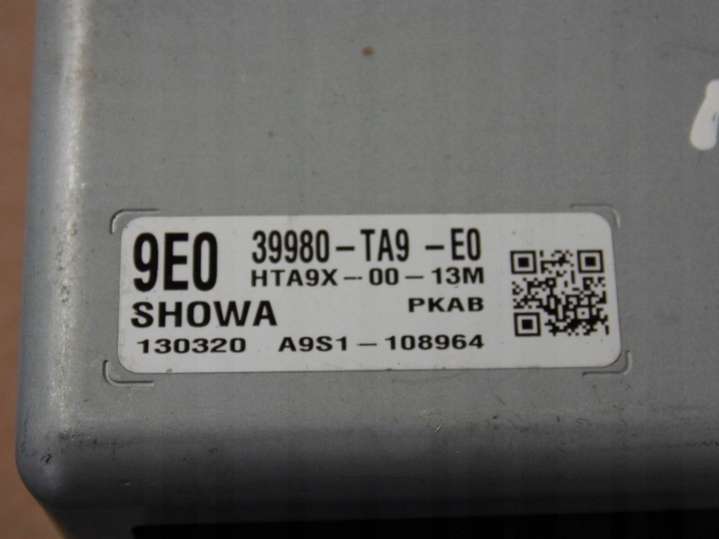 9E0 39980-TA9 -E0
HTA9X-00-13M
SHOWA PKAB
130320 A9S1-108964